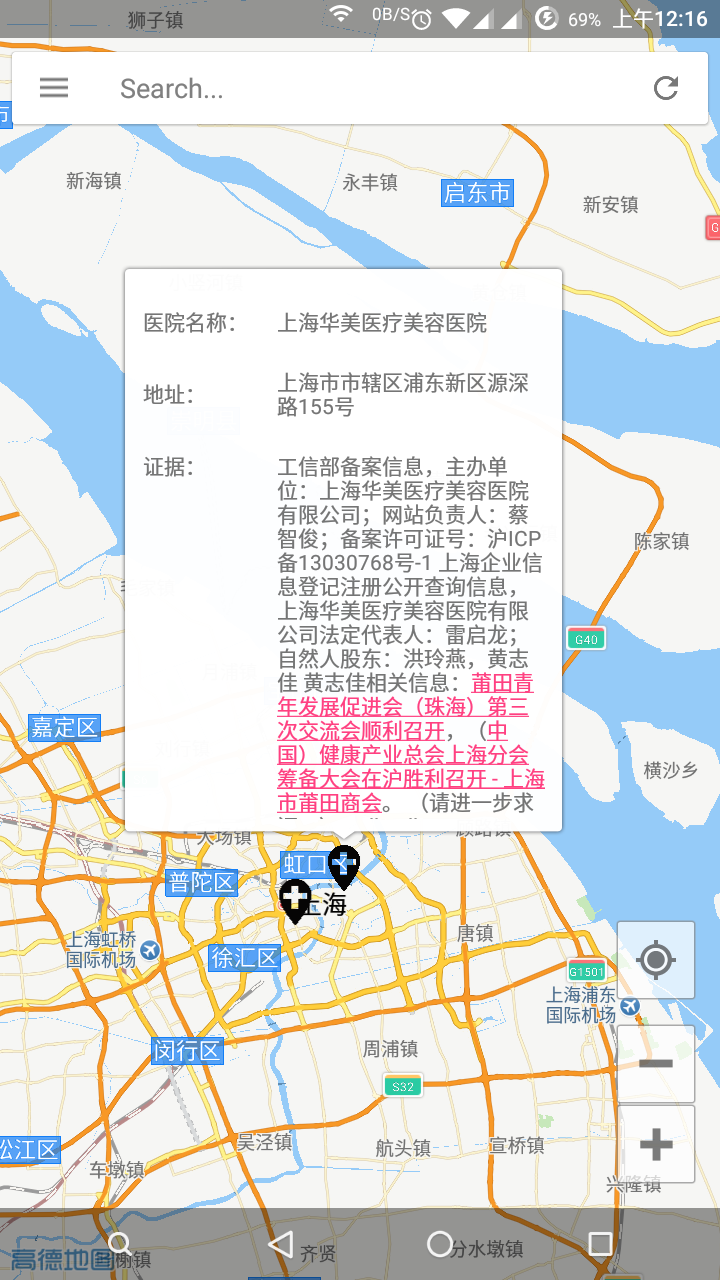 狮子镇
0B/S
69%
上午12:16
Search...
新海镇
永丰镇
启东市
新安镇
G
医院名称：
上海华美医疗美容医院
地址：
上海市市辖区浦东新区源深
路155号
证据：
工信部备案信息，主办单
位：上海华美医疗美容医院
有限公司；网站负责人：蔡
智俊；备案许可证号：沪ICP
备13030768号-1 上海企业信
息登记注册公开查询信息，
上海华美医疗美容医院有限
公司法定代表人：雷启龙；
自然人股东：洪玲燕，黄志
佳 黄志佳相关信息：莆田青
年发展促进会（珠海）第三
次交流会顺利召开，（中
国）健康产业总会上海分会
筹备大会在沪胜利召开 - 上海
市莆田商会。（请进一步求
陈家镇
G40
嘉定区
横沙乡
大场镇
顾路镇
虹口
普陀区
上海
唐镇
上海虹桥
国际机场
徐汇区
G1501
上海浦东
国际机场
闵行区
周浦镇
S32
松江区
吴泾镇
航头镇
宣桥镇
车墩镇
兴隆镇
高德地图
榭镇
齐贤
分水墩镇